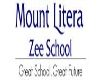 Mount Litera
Zee School
Great School. Great Future